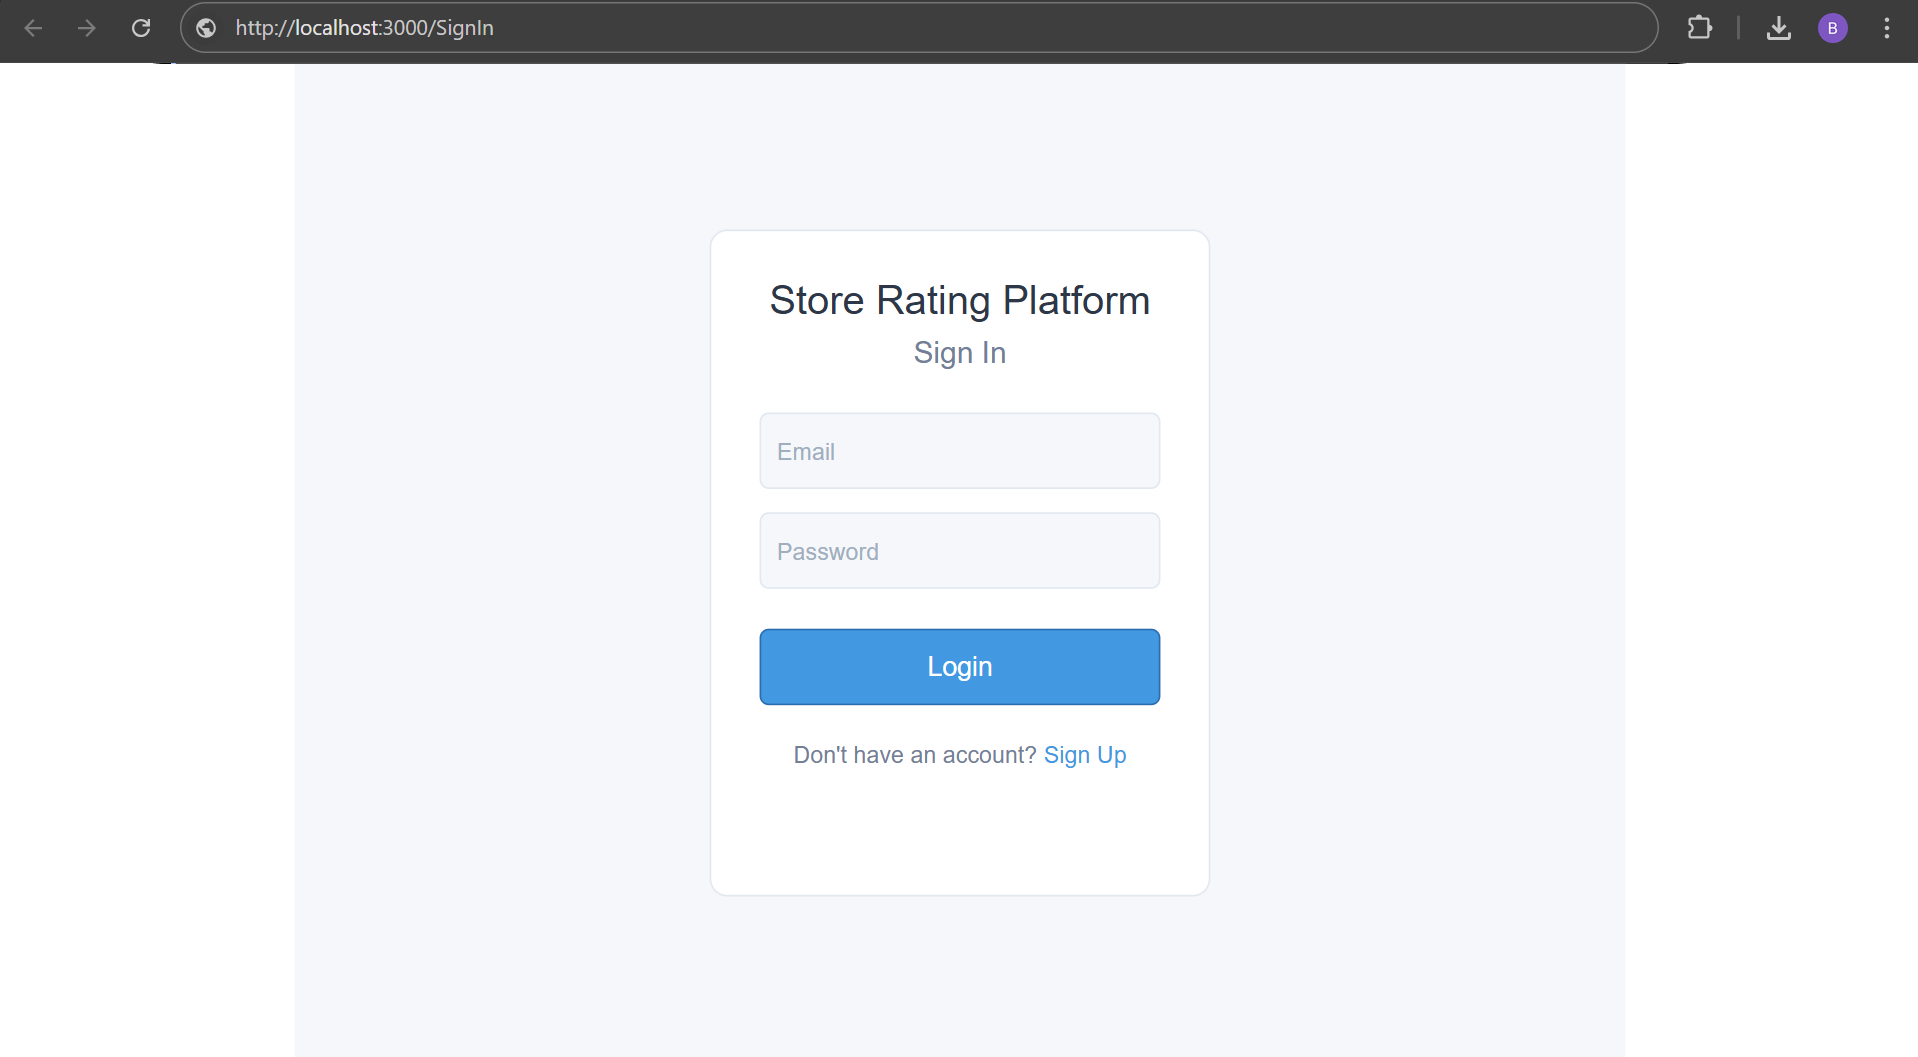 http://localhost:3000/SignIn
B
Store Rating Platform
Sign In
Email
Password
Login
Don't have an account? Sign Up